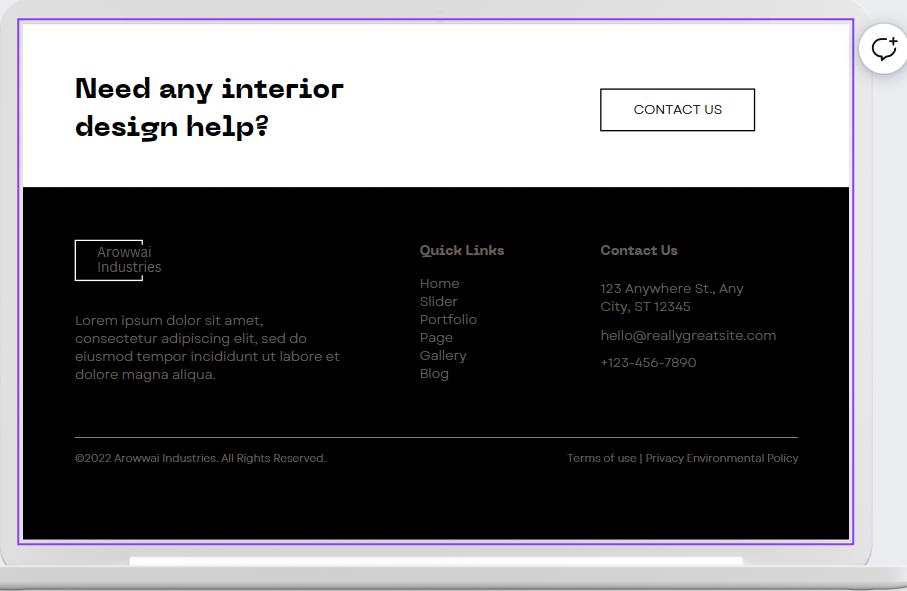 Need any interior
design help?
CONTACT US
Arowwai
Industries
Lorem ipsum dolor sit amet,
consectetur adipiscing elit, sed do
eiusmod tempor incididunt ut labore et
dolore magna aliqua.
Quick Links
Home
Slider
Portfolio
Page
Gallery
Blog
Contact Us
123 Anywhere St., Any
City, ST 12345
hello@reallygreatsite.com
+123-456-7890
©2022 Arowwai Industries. All Rights Reserved.
Terms of use | Privacy Environmental Policy